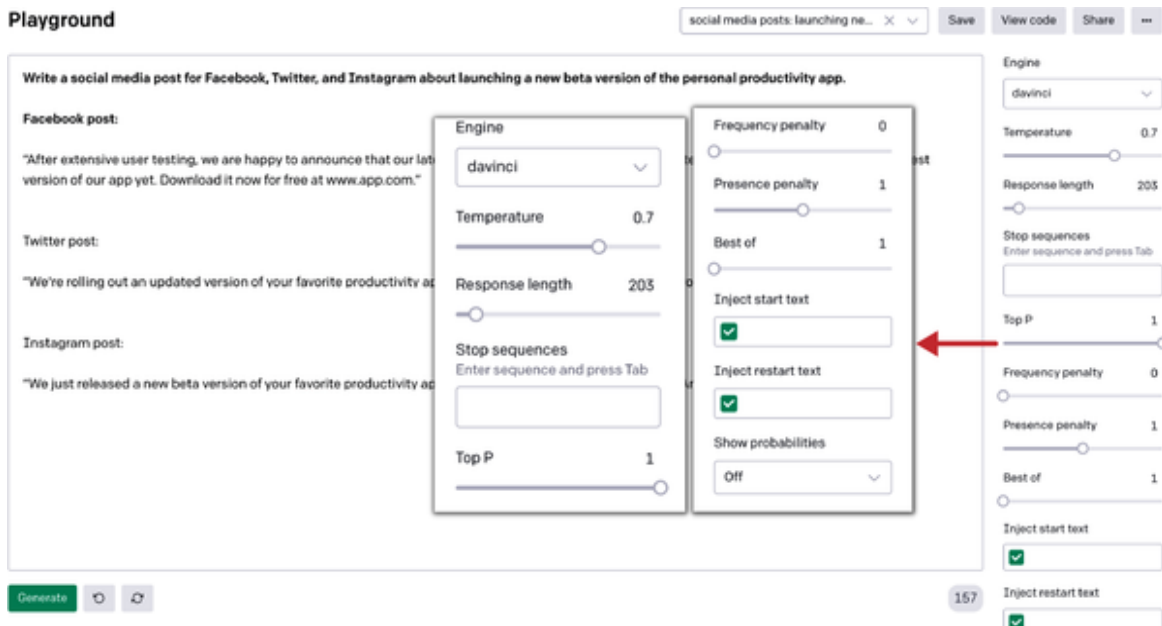 Playground
social media posts: launching ne...
Save
View code
Share
Write a social media post for Facebook, Twitter, and Instagram about launching a new beta version of the personal productivity app.
Facebook post:
"After extensive user testing, we are happy to announce that our lat
est
version of our app yet. Download it now for free at www.app.com."
Twitter post:
"We're rolling out an updated version of your favorite productivity ap
Instagram post:
"We just released a new beta version of your favorite productivity ap
Engine
davinci
Temperature 0.7
Response length 203
Stop sequences
Enter sequence and press Tab
Top P 1
Frequency penalty 0
Presence penalty 1
Best of 1
Inject start text
Inject restart text
Show probabilities
Off
Engine
davinci
Temperature 0.7
Response length 203
Stop sequences
Enter sequence and press Tab
Top P 1
Frequency penalty 0
Presence penalty 1
Best of 1
Inject start text
Inject restart text
Generate
157